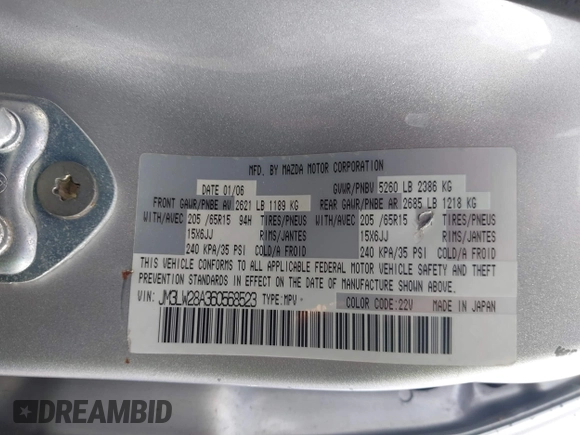 MFD. BY MAZDA MOTOR CORPORATION
DATE 01/06 GVWR/PNBV 5260 LB 2386 KG
FRONT GAWR/PNBE AV 2621 LB 1189 KG REAR GAWR/PNBE AR 2685 LB 1218 KG
WITH/AVEC 205 /65R15 94H TIRES/PNEUS WITH/AVEC 205 /65R15 TIRES/PNEUS
15X6JJ RIMS/JANTES 15X6JJ RIMS/JANTES
240 KPA/35 PSI COLD/A FROID 240 KPA/35 PSI COLD/A FROID
THIS VEHICLE CONFORMS TO ALL APPLICABLE FEDERAL MOTOR VEHICLE SAFETY AND THEFT
PREVENTION STANDARDS IN EFFECT ON THE DATE OF MANUFACTURE SHOWN ABOVE.
VIN: JM3LW28A360563523 TYPE:MPV COLOR CODE:22V MADE IN JAPAN
DREAMBID